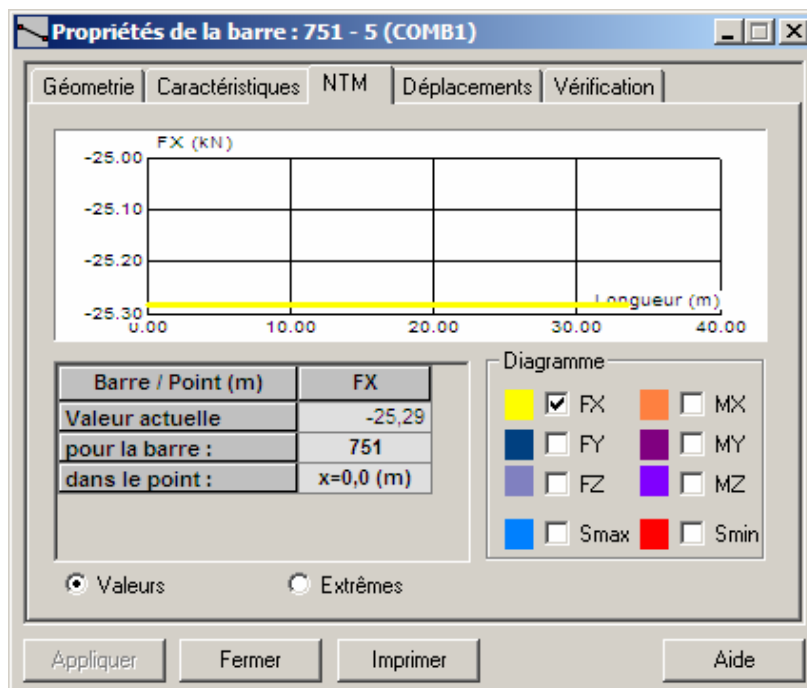 Propriétés de la barre : 751 - 5 (COMB1)
Géometrie Caractéristiques NTM Déplacements Vérification
FX (kN)
-25.00
-25.10
-25.20
-25.30
Longueur (m)
0.00 10.00 20.00 30.00 40.00
Barre / Point (m) FX
Valeur actuelle -25,29
pour la barre : 751
dans le point : x=0,0 (m)
Diagramme
FX MX
FY MY
FZ MZ
Smax Smin
Valeurs Extrêmes
Appliquer Fermer Imprimer Aide